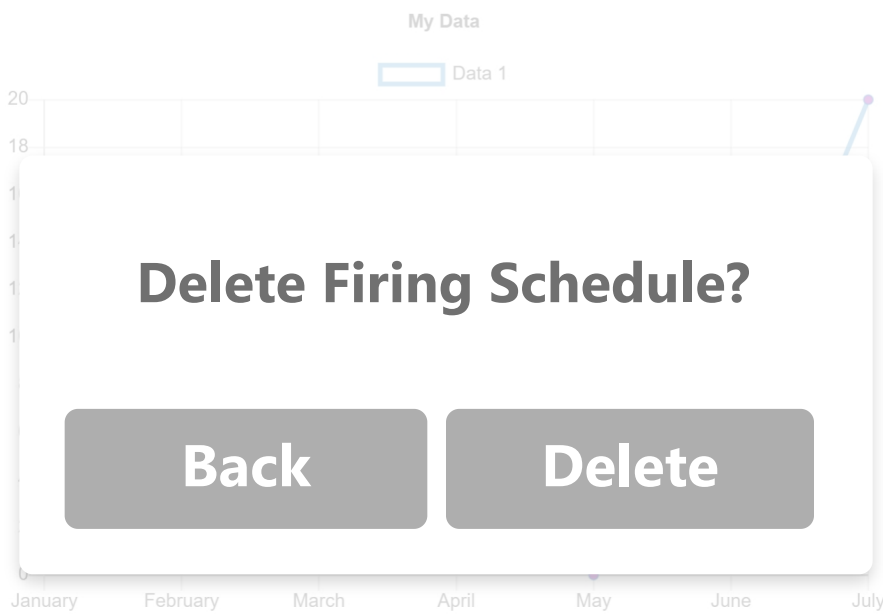 My Data
Data 1
20
18
Delete Firing Schedule?
Back Delete
0
January February March April May June July